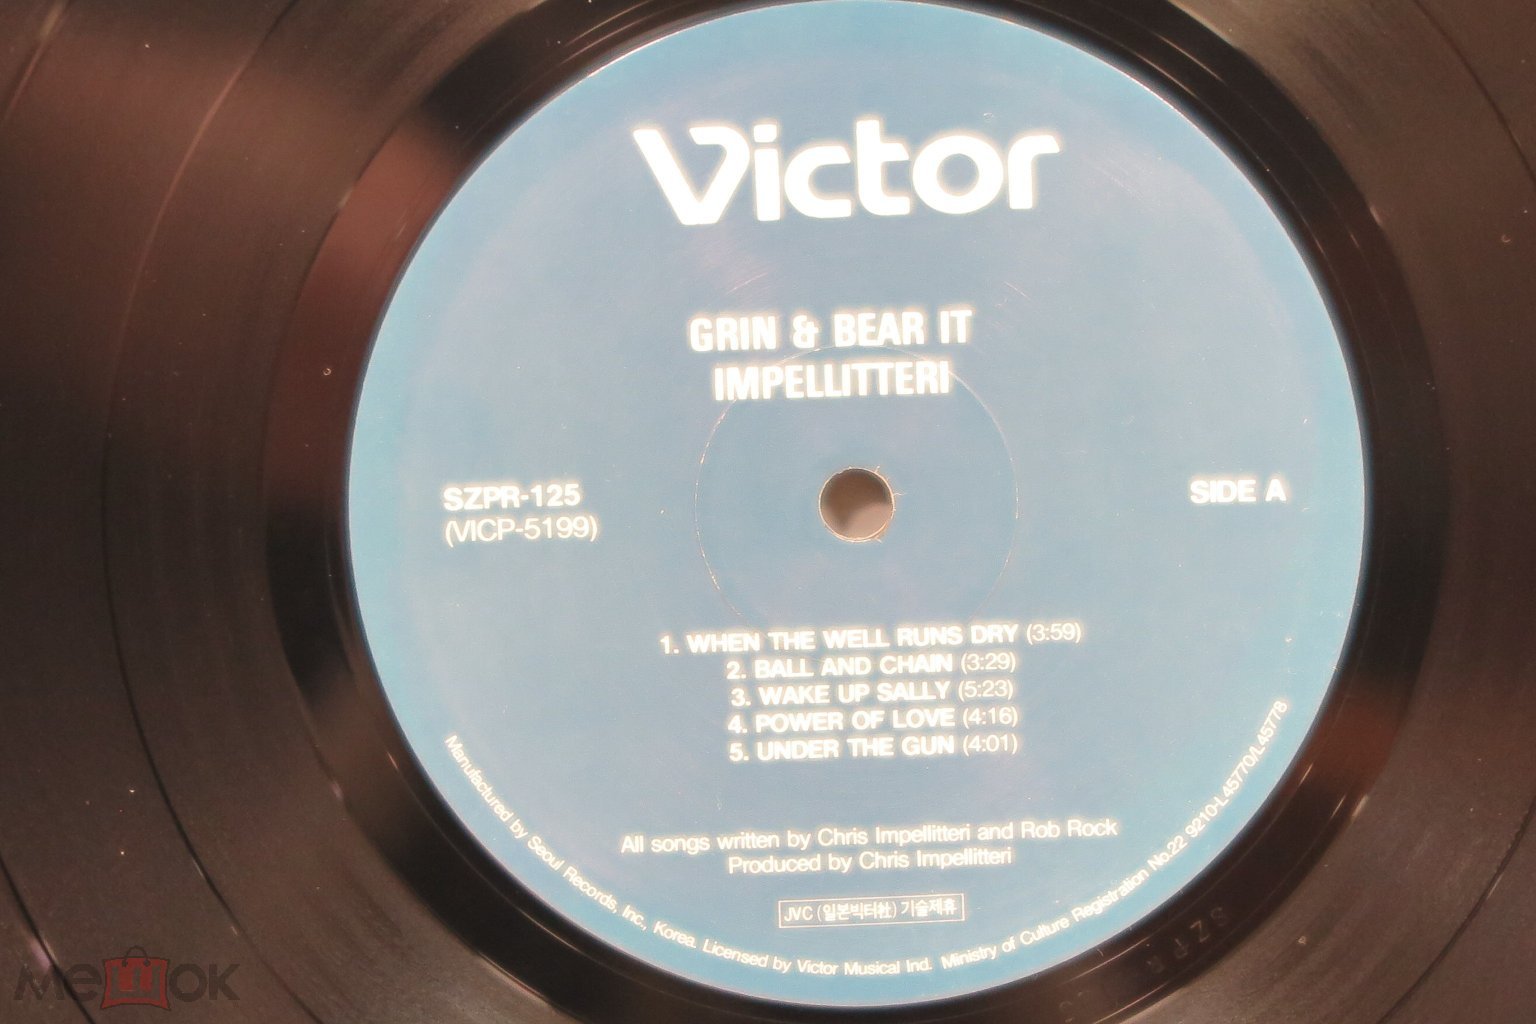 Victor
GRIN & BEAR IT
IMPELLITTERI
SZPR-125
(VICP-5199)
SIDE A
1. WHEN THE WELL RUNS DRY (3:59)
2. BALL AND CHAIN (3:29)
3. WAKE UP SALLY (5:23)
4. POWER OF LOVE (4:16)
5. UNDER THE GUN (4:01)
All songs written by Chris Impellitteri and Rob Rock
Produced by Chris Impellitteri
JVC (일본빅터社) 기술제휴
Manufactured by Seoul Records, Inc., Korea. Licensed by Victor Musical Ind. Ministry of Culture Registration No.22 9210-L45770/L45778
SZPR
мешок